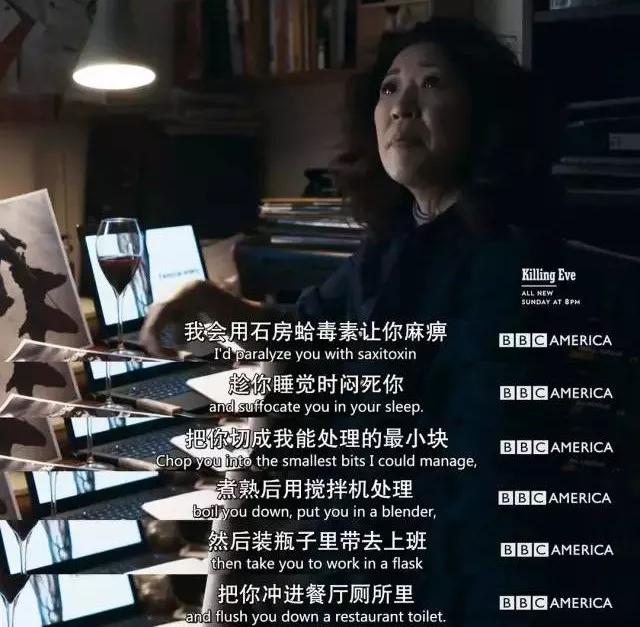 Killing Eve
ALL NEW
SUNDAY AT 8PM
我会用石房蛤毒素让你麻痹
I'd paralyze you with saxitoxin
BBC AMERICA
趁你睡觉时闷死你
and suffocate you in your sleep.
BBC AMERICA
把你切成我能处理的最小块
Chop you into the smallest bits I could manage,
BBC AMERICA
煮熟后用搅拌机处理
boil you down, put you in a blender,
BBC AMERICA
然后装瓶子里带去上班
then take you to work in a flask
BBC AMERICA
把你冲进餐厅厕所里
and flush you down a restaurant toilet.
BBC AMERICA